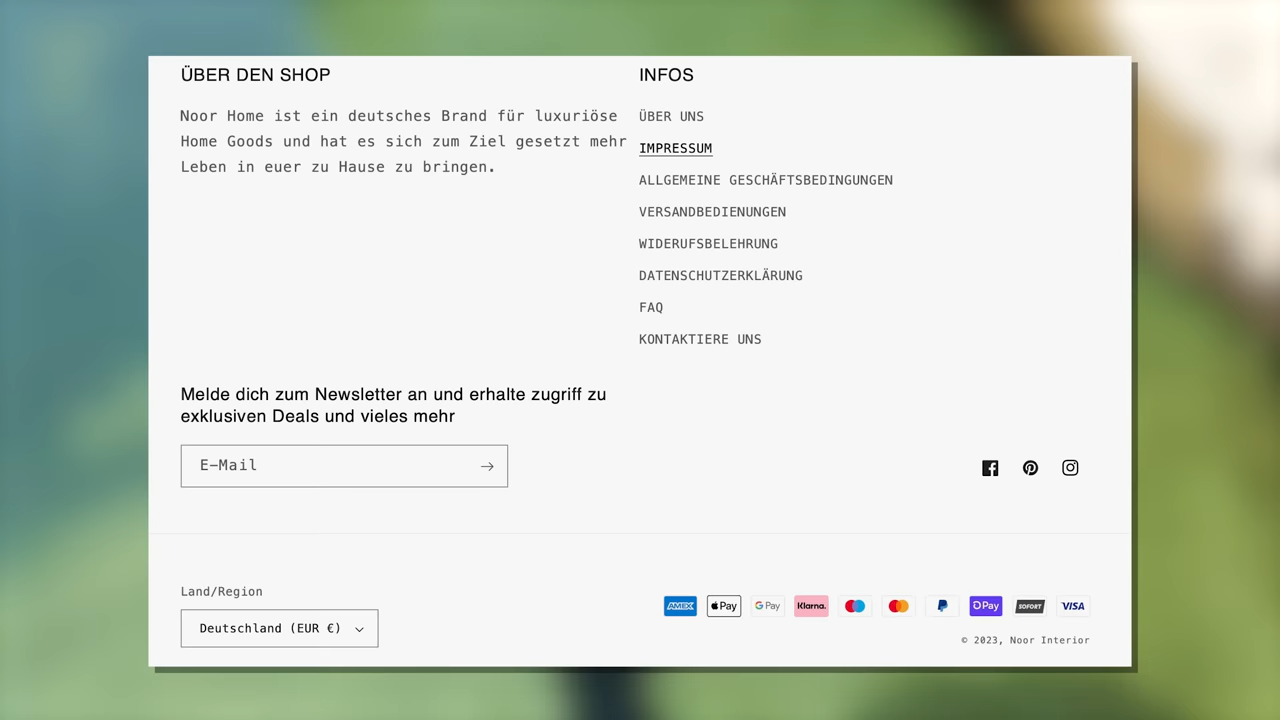 ÜBER DEN SHOP
Noor Home ist ein deutsches Brand für luxuriöse
Home Goods und hat es sich zum Ziel gesetzt mehr
Leben in euer zu Hause zu bringen.
INFOS
ÜBER UNS
IMPRESSUM
ALLGEMEINE GESCHÄFTSBEDINGUNGEN
VERSANDBEDIENUNGEN
WIDERUFSBELEHRUNG
DATENSCHUTZERKLÄRUNG
FAQ
KONTAKTIERE UNS
Melde dich zum Newsletter an und erhalte zugriff zu
exklusiven Deals und vieles mehr
E-Mail
Land/Region
Deutschland (EUR €)
AMEX Pay G Pay Klarna. Pay SOFORT VISA
© 2023, Noor Interior